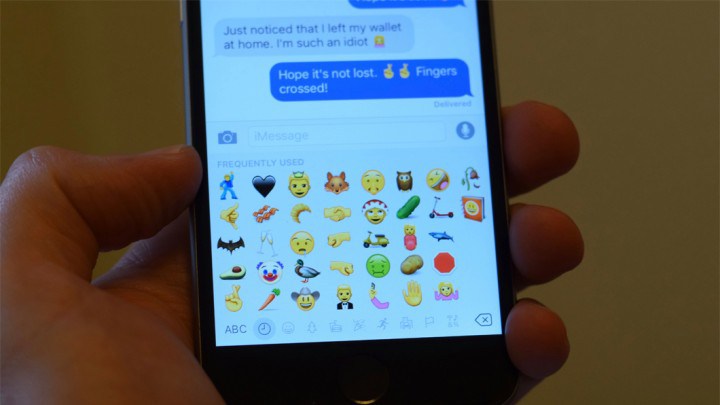 Just noticed that I left my wallet
at home. I'm such an idiot
Hope it's not lost. 🤞🤞 Fingers
crossed!
Delivered
iMessage
FREQUENTLY USED
ABC